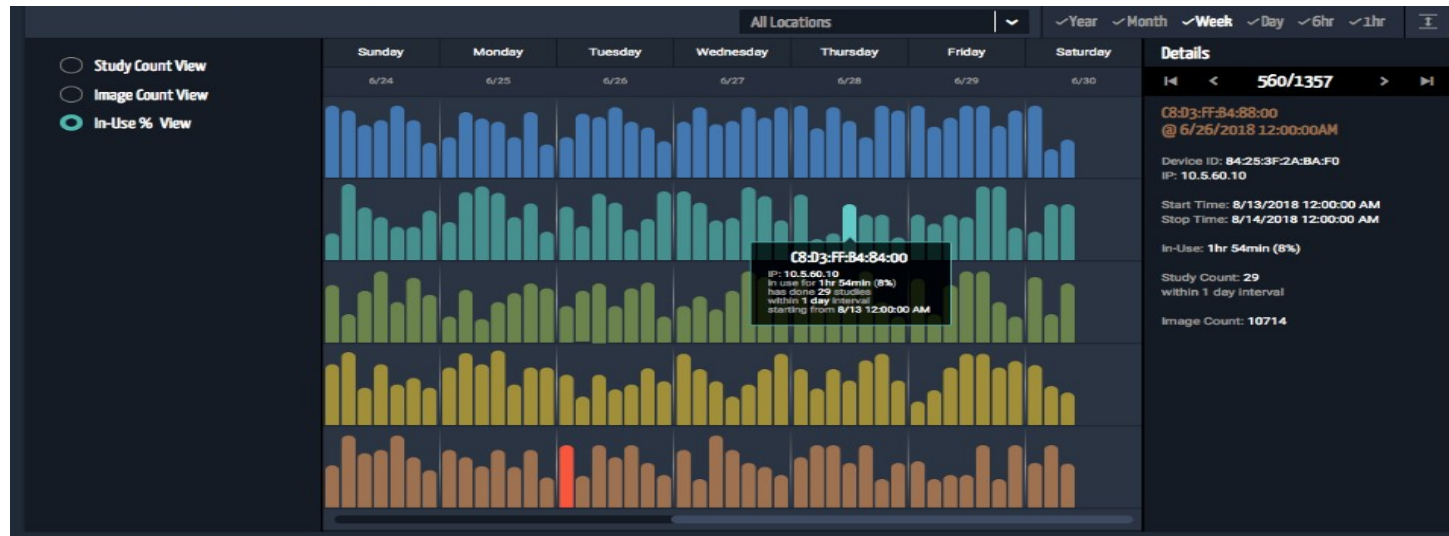 All Locations
Year Month Week Day 6hr 1hr
Study Count View
Image Count View
In-Use % View
Sunday Monday Tuesday Wednesday Thursday Friday Saturday
6/24 6/25 6/26 6/27 6/28 6/29 6/30
C8:D3:FF:B4:84:00
IP: 10.5.60.10
In use for 1hr 54min (8%)
has done 29 studies
within 1 day interval
starting from 8/13 12:00:00 AM
Details
560/1357
C8:D3:FF:B4:88:00
@ 6/26/2018 12:00:00AM
Device ID: 84:25:3F:2A:BA:F0
IP: 10.5.60.10
Start Time: 8/13/2018 12:00:00 AM
Stop Time: 8/14/2018 12:00:00 AM
In-Use: 1hr 54min (8%)
Study Count: 29
within 1 day interval
Image Count: 10714